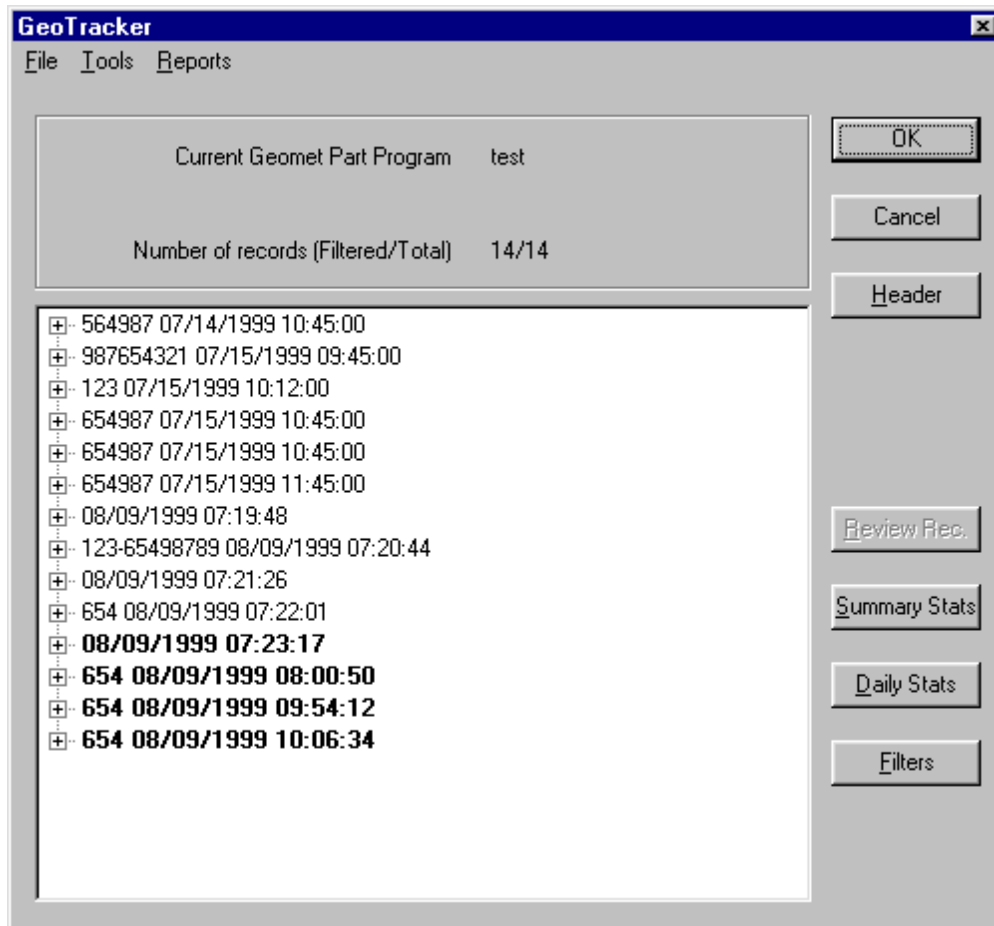 GeoTracker
File Tools Reports
Current Geomet Part Program test
Number of records (Filtered/Total) 14/14
OK
Cancel
Header
564987 07/14/1999 10:45:00
987654321 07/15/1999 09:45:00
123 07/15/1999 10:12:00
654987 07/15/1999 10:45:00
654987 07/15/1999 10:45:00
654987 07/15/1999 11:45:00
08/09/1999 07:19:48
123-65498789 08/09/1999 07:20:44
08/09/1999 07:21:26
654 08/09/1999 07:22:01
08/09/1999 07:23:17
654 08/09/1999 08:00:50
654 08/09/1999 09:54:12
654 08/09/1999 10:06:34
Review Rec.
Summary Stats
Daily Stats
Filters